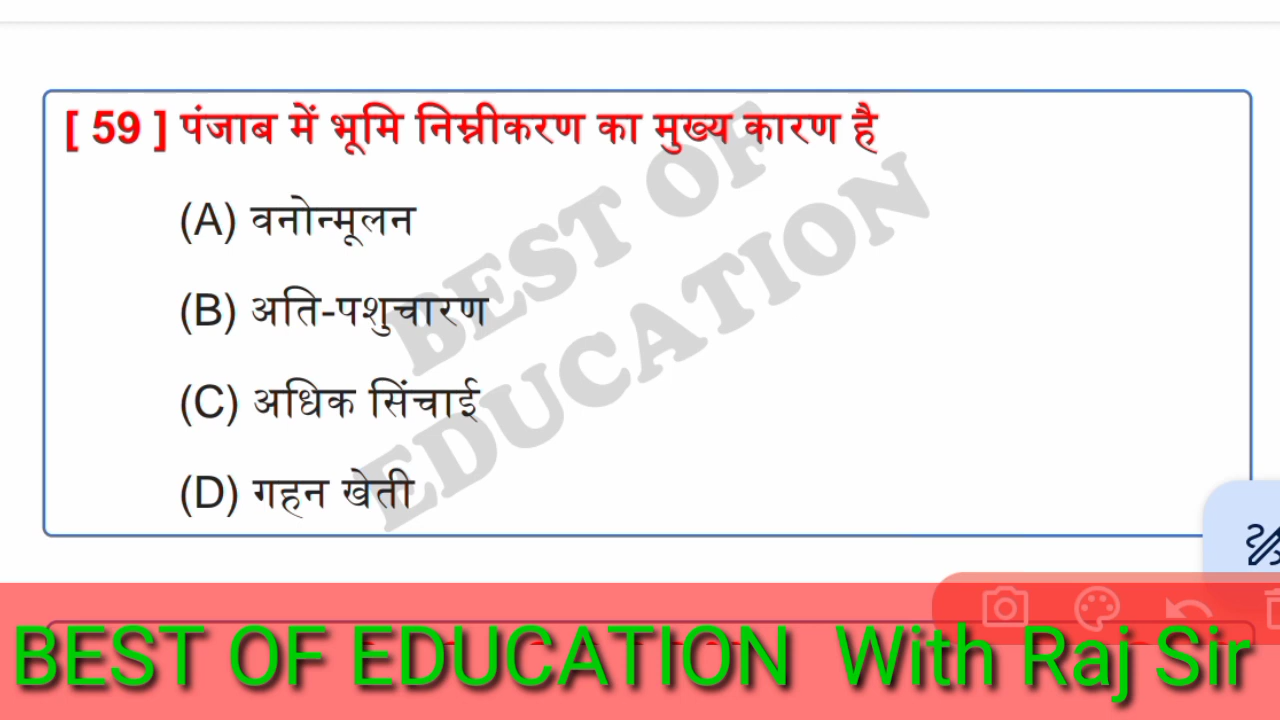 [ 59 ] पंजाब में भूमि निम्नीकरण का मुख्य कारण है
(A) वनोन्मूलन
(B) अति-पशुचारण
(C) अधिक सिंचाई
(D) गहन खेती
BEST OF
EDUCATION
BEST OF EDUCATION With Raj Sir